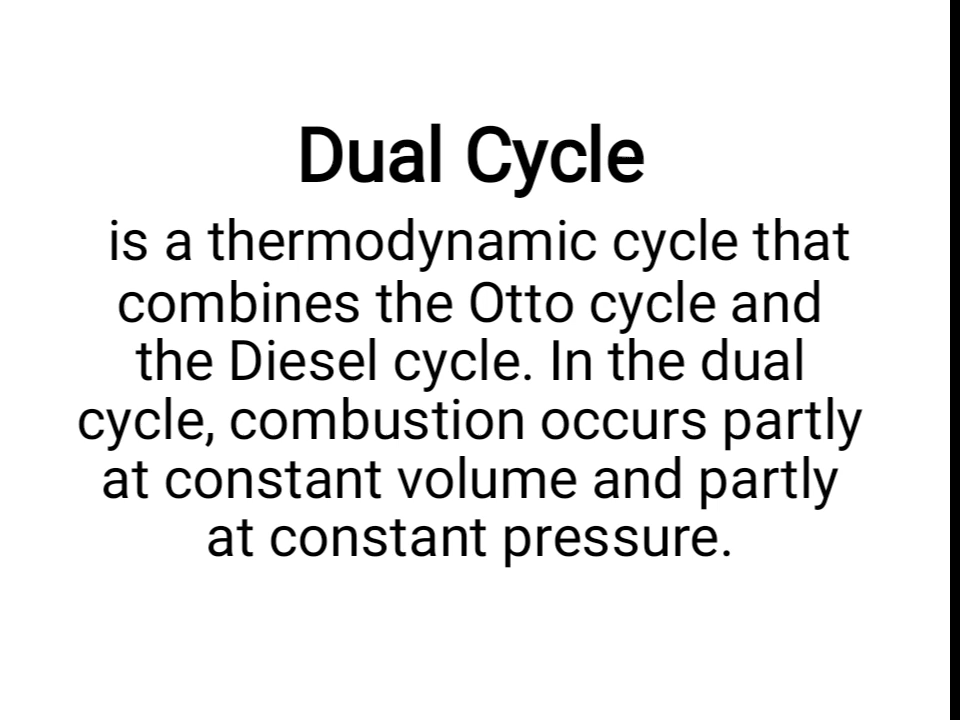 Dual Cycle
is a thermodynamic cycle that
combines the Otto cycle and
the Diesel cycle. In the dual
cycle, combustion occurs partly
at constant volume and partly
at constant pressure.